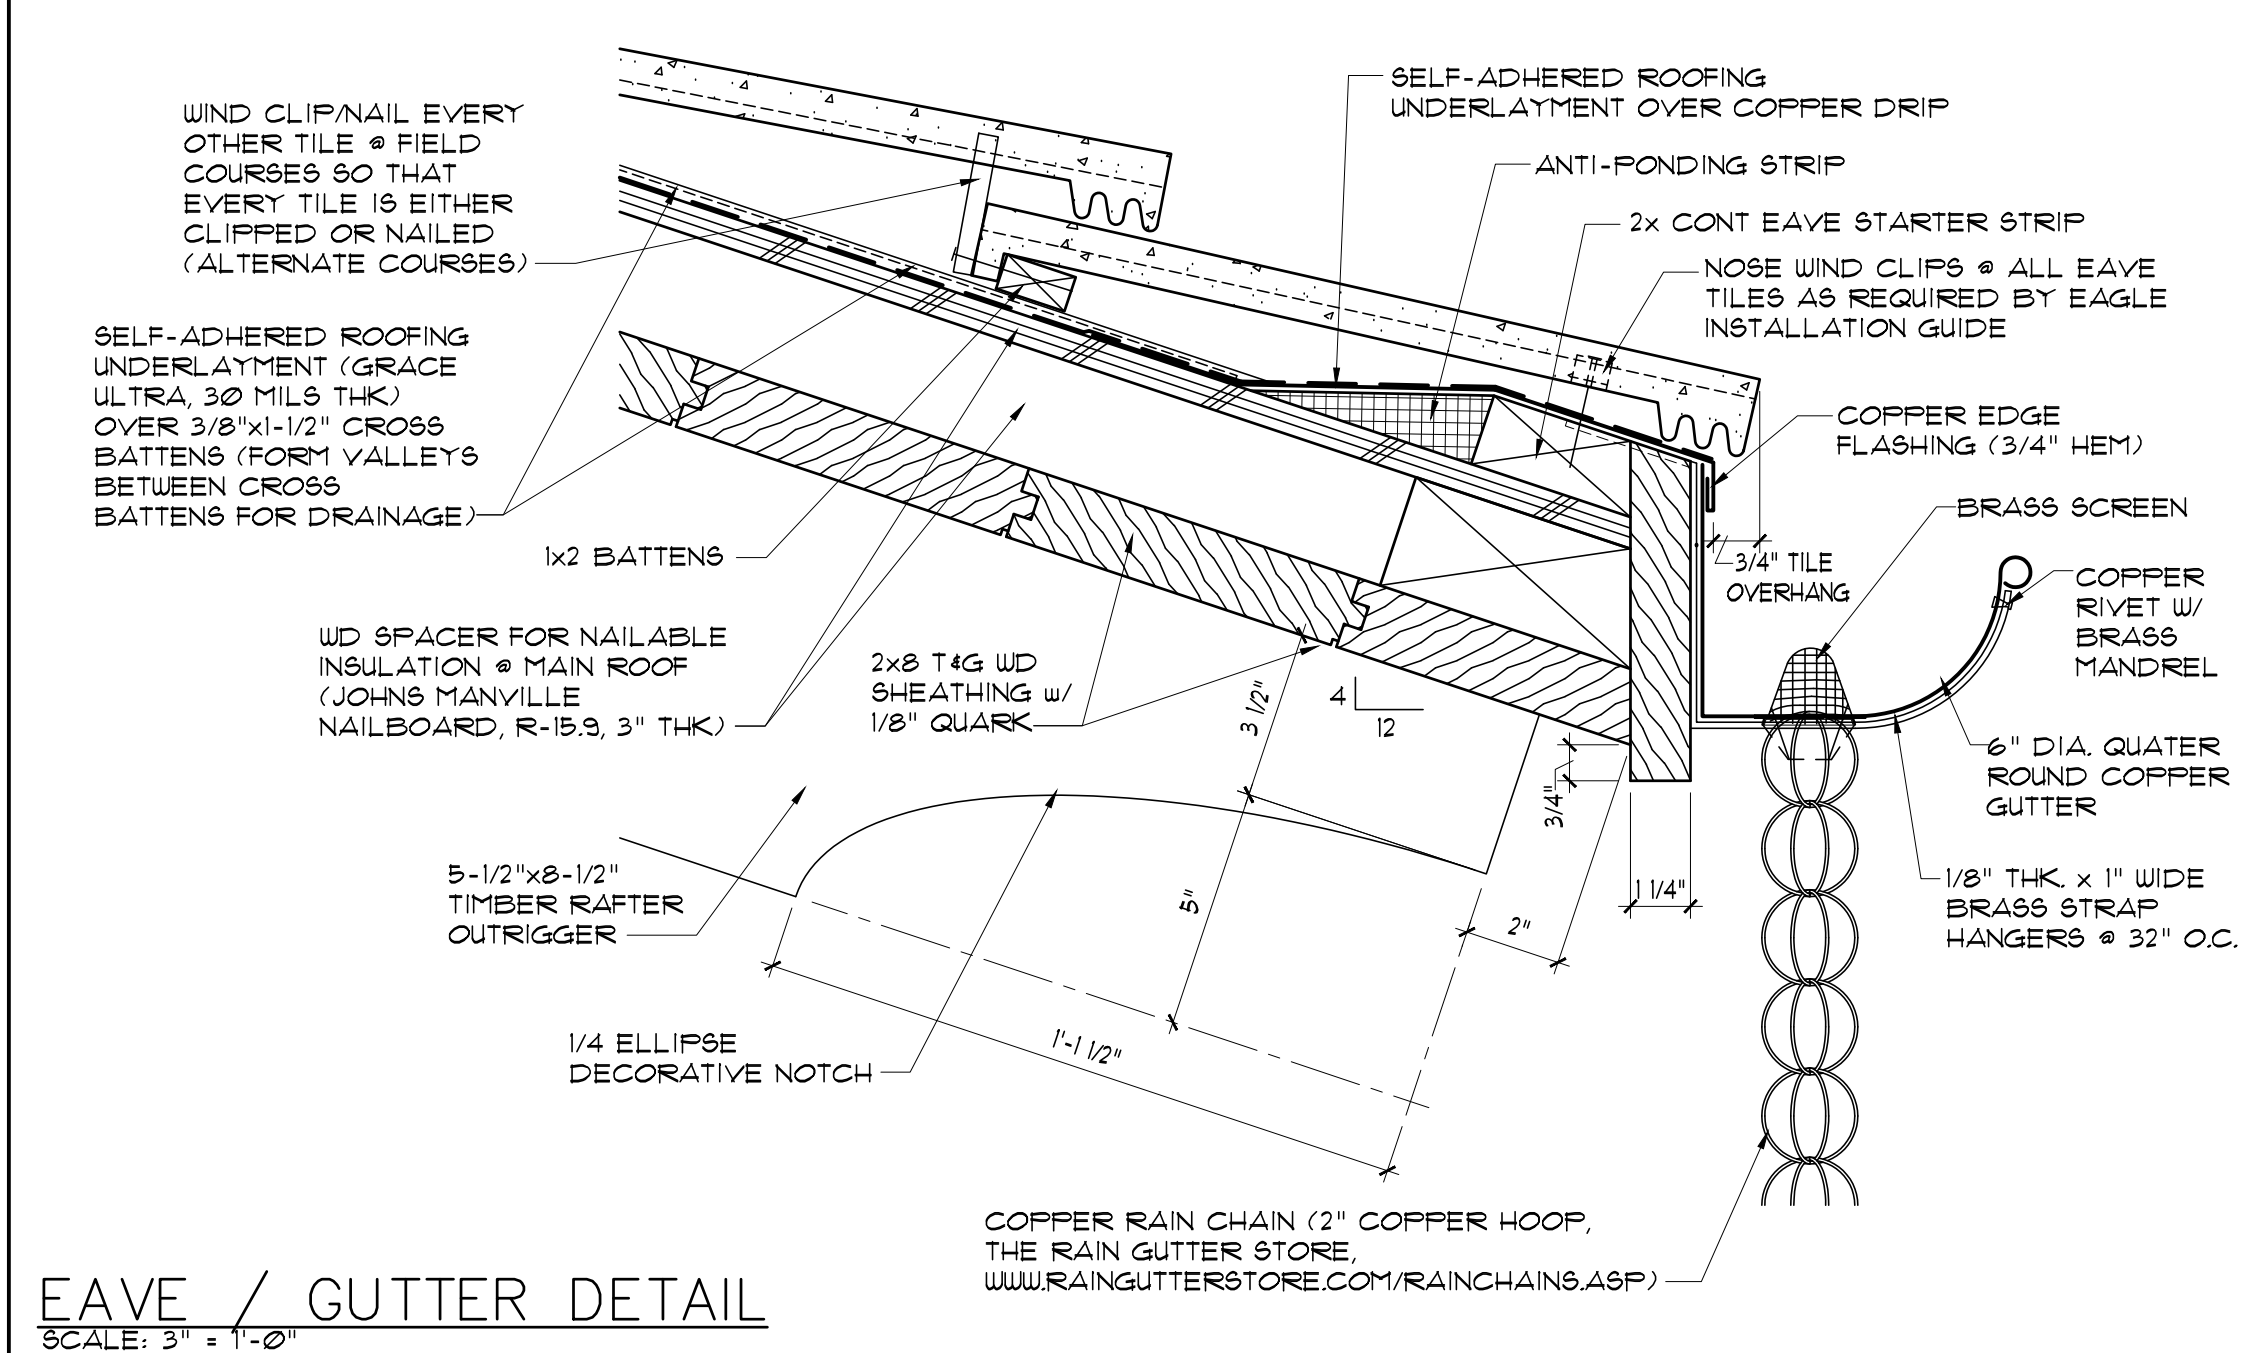 WIND CLIP/NAIL EVERY
OTHER TILE @ FIELD
COURSES SO THAT
EVERY TILE IS EITHER
CLIPPED OR NAILED
(ALTERNATE COURSES)
SELF-ADHERED ROOFING
UNDERLAYMENT (GRACE
ULTRA, 30 MILS THK)
OVER 3/8"x1-1/2" CROSS
BATTENS (FORM VALLEYS
BETWEEN CROSS
BATTENS FOR DRAINAGE)
1x2 BATTENS
WD SPACER FOR NAILABLE
INSULATION @ MAIN ROOF
(JOHNS MANVILLE
NAILBOARD, R-15.9, 3" THK)
2x8 T&G WD
SHEATHING w/
1/8" QUARK
5-1/2"x8-1/2"
TIMBER RAFTER
OUTRIGGER
1/4 ELLIPSE
DECORATIVE NOTCH
SELF-ADHERED ROOFING
UNDERLAYMENT OVER COPPER DRIP
ANTI-PONDING STRIP
2x CONT EAVE STARTER STRIP
NOSE WIND CLIPS @ ALL EAVE
TILES AS REQUIRED BY EAGLE
INSTALLATION GUIDE
COPPER EDGE
FLASHING (3/4" HEM)
BRASS SCREEN
3/4" TILE
OVERHANG
COPPER
RIVET W/
BRASS
MANDREL
6" DIA. QUATER
ROUND COPPER
GUTTER
1/8" THK. x 1" WIDE
BRASS STRAP
HANGERS @ 32" O.C.
3 1/2"
4
12
3/4"
1 1/4"
5"
2"
1'-1 1/2"
COPPER RAIN CHAIN (2" COPPER HOOP,
THE RAIN GUTTER STORE,
WWW.RAINGUTTERSTORE.COM/RAINCHAINS.ASP)
EAVE / GUTTER DETAIL
SCALE: 3" = 1'-0"